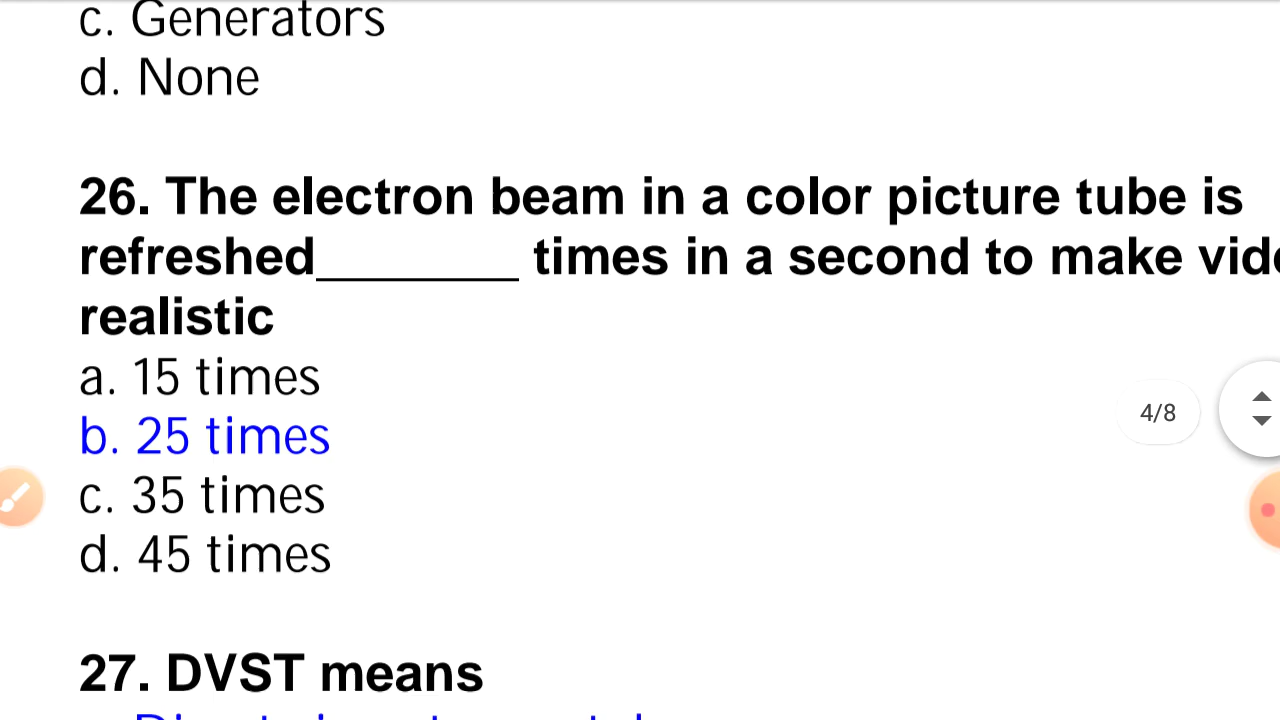 c. Generators
d. None
26. The electron beam in a color picture tube is
refreshed________ times in a second to make
realistic
a. 15 times
b. 25 times
4/8
c. 35 times
d. 45 times
27. DVST means